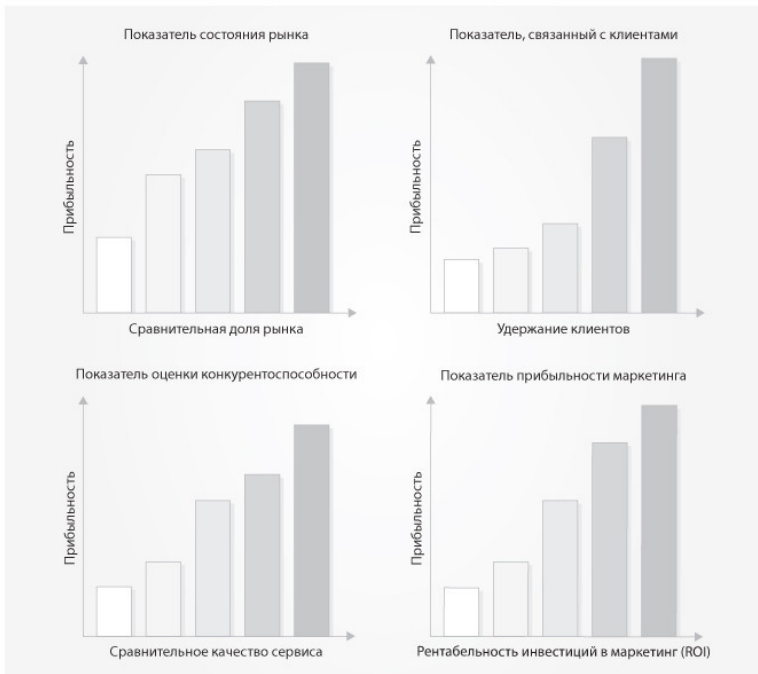 Показатель состояния рынка
Прибыльность
Сравнительная доля рынка
Показатель, связанный с клиентами
Прибыльность
Удержание клиентов
Показатель оценки конкурентоспособности
Прибыльность
Сравнительное качество сервиса
Показатель прибыльности маркетинга
Прибыльность
Рентабельность инвестиций в маркетинг (ROI)